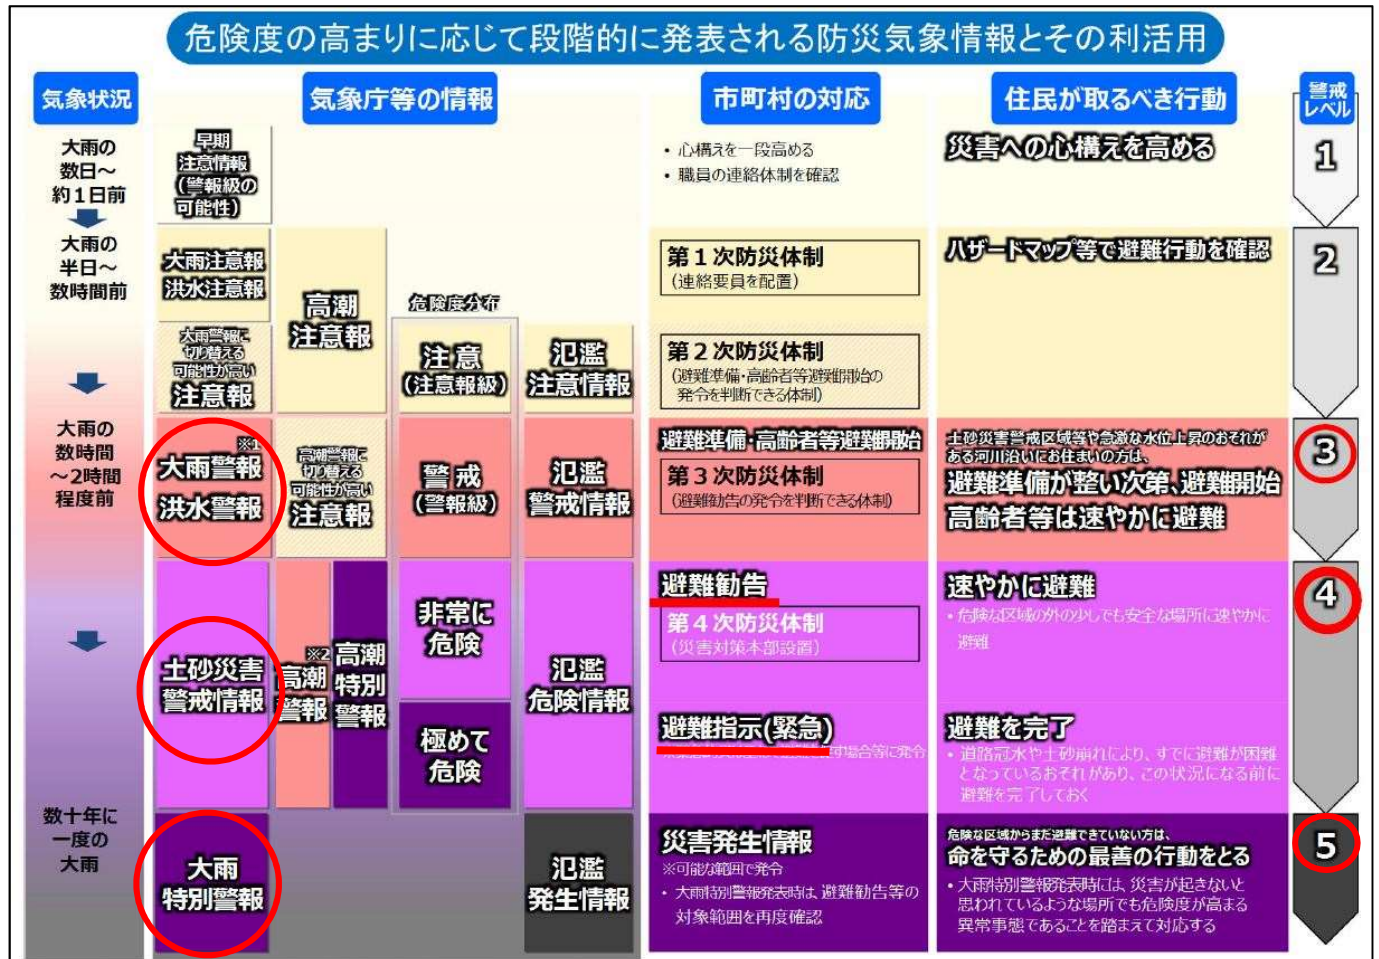 危険度の高まりに応じて段階的に発表される防災気象情報とその利活用
気象状況
気象庁等の情報
市町村の対応
住民が取るべき行動
警戒
レベル
大雨の
数日～
約１日前
早期
注意情報
(警報級の
可能性)
・心構えを一段高める
・職員の連絡体制を確認
災害への心構えを高める
1
大雨の
半日～
数時間前
大雨注意報
洪水注意報
高潮
注意報
危険度分布
第１次防災体制
(連絡要員を配置)
ハザードマップ等で避難行動を確認
2
大雨警報に
切り替える
可能性が高い
注意報
注意
(注意報級)
氾濫
注意情報
第２次防災体制
(避難準備・高齢者等避難開始の
発令を判断できる体制)
大雨の
数時間
～2時間
程度前
※1
大雨警報
洪水警報
高潮警報に
切り替える
可能性が高い
注意報
警戒
(警報級)
氾濫
警戒情報
避難準備・高齢者等避難開始
第３次防災体制
(避難勧告の発令を判断できる体制)
土砂災害警戒区域等や急激な水位上昇のおそれが
ある河川沿いにお住まいの方は、
避難準備が整い次第、避難開始
高齢者等は速やかに避難
3
土砂災害
警戒情報
※2
高潮
警報
高潮
特別
警報
非常に
危険
極めて
危険
氾濫
危険情報
避難勧告
第４次防災体制
(災害対策本部設置)
避難指示(緊急)
場合等に発令
速やかに避難
・危険な区域の外の少しでも安全な場所に速やかに
避難
避難を完了
・道路冠水や土砂崩れにより、すでに避難が困難
となっているおそれがあり、この状況になる前に
避難を完了しておく
4
数十年に
一度の
大雨
大雨
特別警報
氾濫
発生情報
災害発生情報
※可能な範囲で発令
・大雨特別警報発表時は、避難勧告等の
対象範囲を再度確認
危険な区域からまだ避難できていない方は、
命を守るための最善の行動をとる
・大雨特別警報発表時には、災害が起きないと
思われているような場所でも危険度が高まる
異常事態であることを踏まえて対応する
5